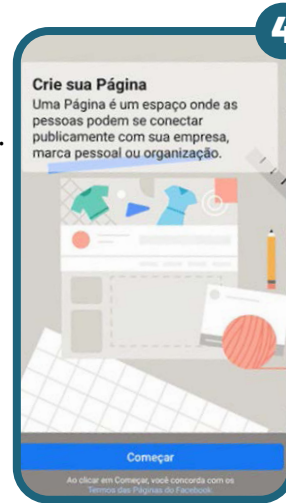 4
Crie sua Página
Uma Página é um espaço onde as
pessoas podem se conectar
publicamente com sua empresa,
marca pessoal ou organização.
Começar
Ao clicar em Começar, você concorda com os
Termos das Páginas do Facebook.